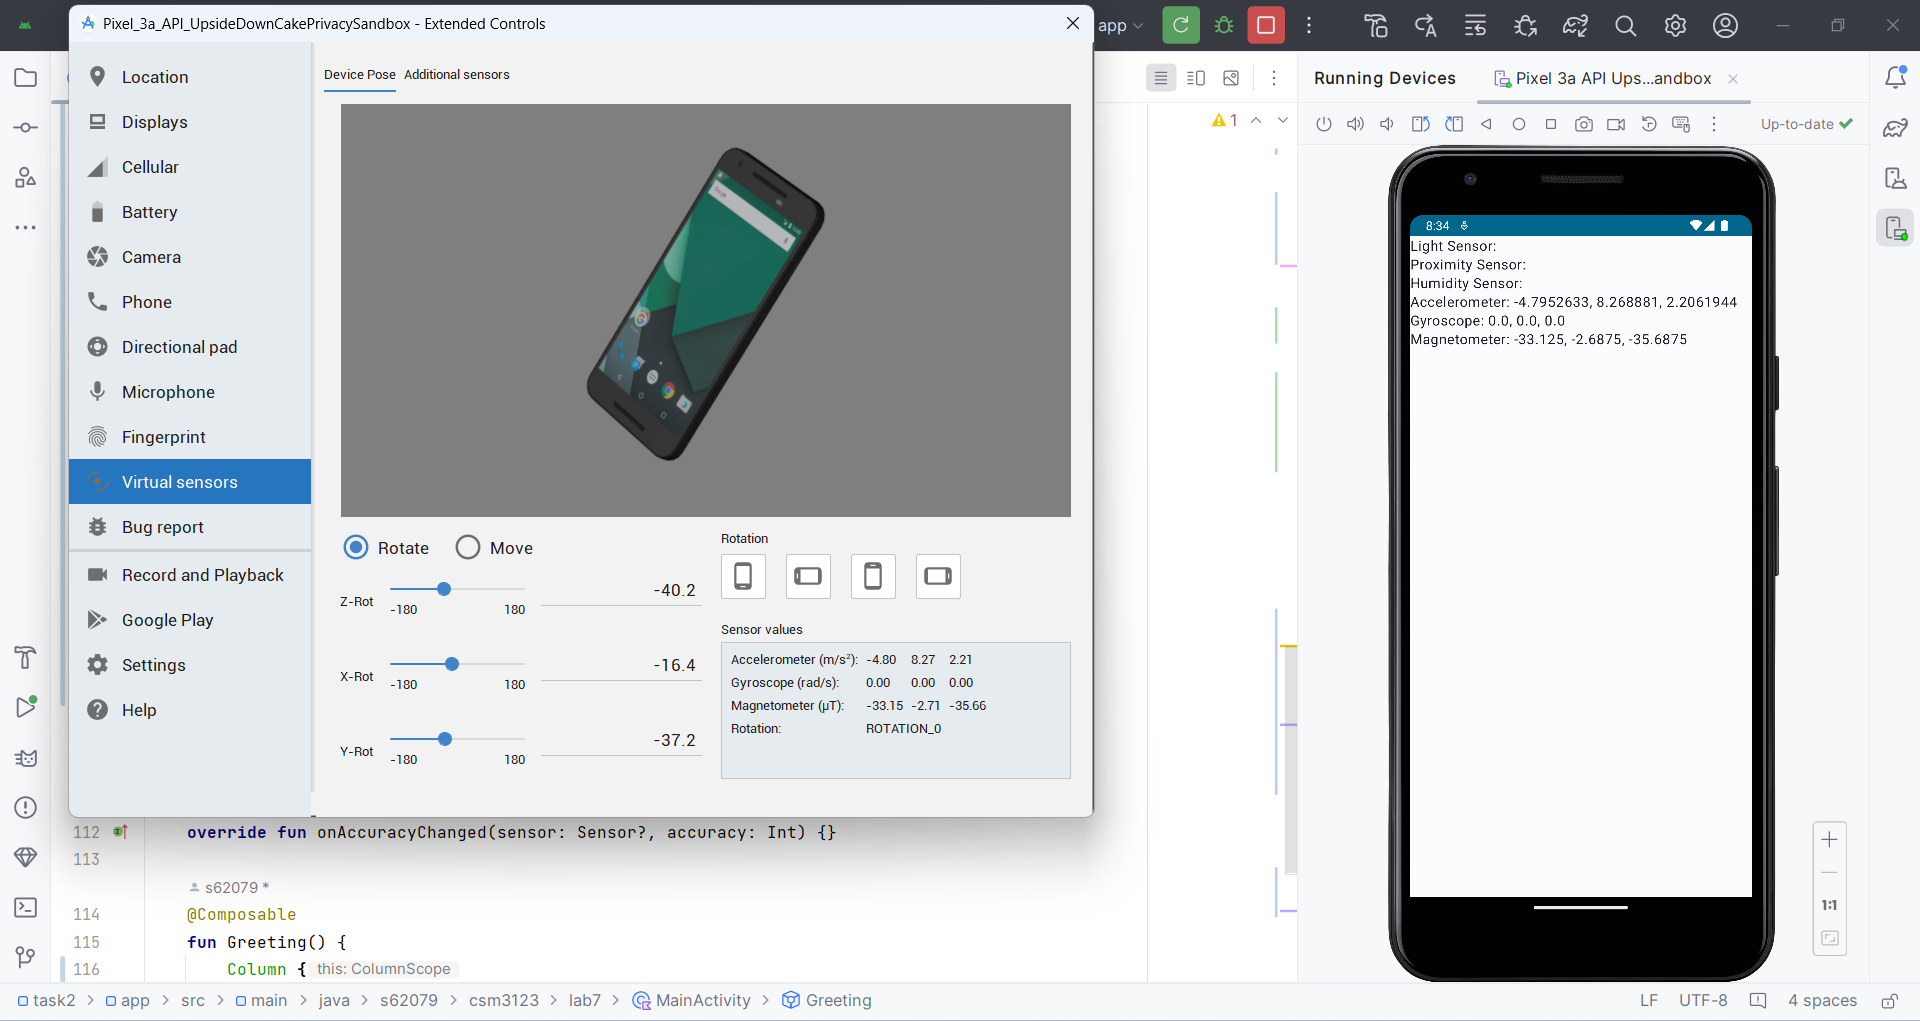 Pixel_3a_API_UpsideDownCakePrivacySandbox - Extended Controls
app
Location
Displays
Cellular
Battery
Camera
Phone
Directional pad
Microphone
Fingerprint
Virtual sensors
Bug report
Record and Playback
Google Play
Settings
Help
Device Pose
Additional sensors
Rotate
Move
Z-Rot
-180
180
-40.2
X-Rot
-180
180
-16.4
Y-Rot
-180
180
-37.2
Rotation
Sensor values
Accelerometer (m/s²): -4.80 8.27 2.21
Gyroscope (rad/s): 0.00 0.00 0.00
Magnetometer (μT): -33.15 -2.71 -35.66
Rotation: ROTATION_0
1
Running Devices
Pixel 3a API Ups...andbox
Up-to-date
8:34
Light Sensor:
Proximity Sensor:
Humidity Sensor:
Accelerometer: -4.7952633, 8.268881, 2.2061944
Gyroscope: 0.0, 0.0, 0.0
Magnetometer: -33.125, -2.6875, -35.6875
1:1
112 override fun onAccuracyChanged(sensor: Sensor?, accuracy: Int) {}
113
s62079 *
114 @Composable
115 fun Greeting() {
116 Column { this: ColumnScope
task2 > app > src > main > java > s62079 > csm3123 > lab7 > MainActivity > Greeting
LF UTF-8 4 spaces